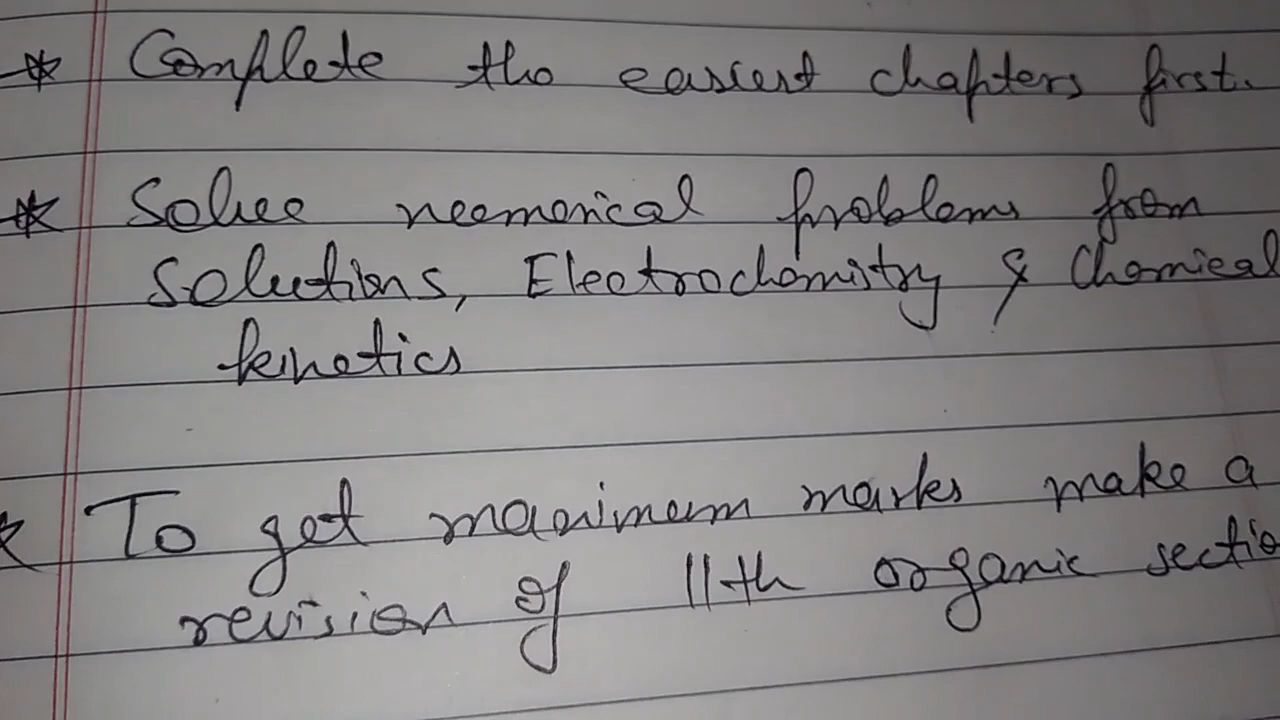 * Complete the easiest chapters first.
* Solve numerical problems from
Solutions, Electrochemistry & Chemical
kinetics
* To get maximum marks make a
revision of 11th organic sectio